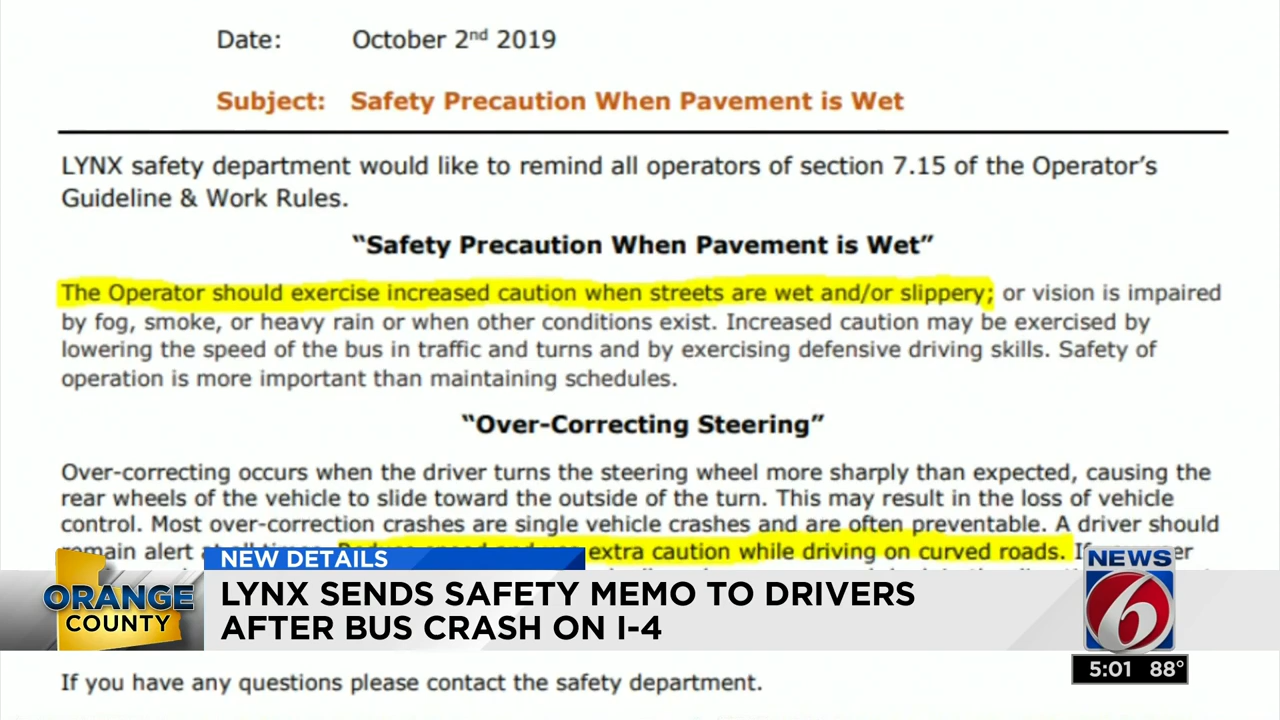 Date: October 2nd 2019
Subject: Safety Precaution When Pavement is Wet
LYNX safety department would like to remind all operators of section 7.15 of the Operator's
Guideline & Work Rules.
“Safety Precaution When Pavement is Wet”
The Operator should exercise increased caution when streets are wet and/or slippery; or vision is impaired
by fog, smoke, or heavy rain or when other conditions exist. Increased caution may be exercised by
lowering the speed of the bus in traffic and turns and by exercising defensive driving skills. Safety of
operation is more important than maintaining schedules.
“Over-Correcting Steering”
Over-correcting occurs when the driver turns the steering wheel more sharply than expected, causing the
rear wheels of the vehicle to slide toward the outside of the turn. This may result in the loss of vehicle
control. Most over-correction crashes are single vehicle crashes and are often preventable. A driver should
remain alert extra caution while driving on curved roads.
NEW DETAILS
ORANGE
COUNTY
LYNX SENDS SAFETY MEMO TO DRIVERS
AFTER BUS CRASH ON I-4
NEWS
6
5:01 88°
If you have any questions please contact the safety department.